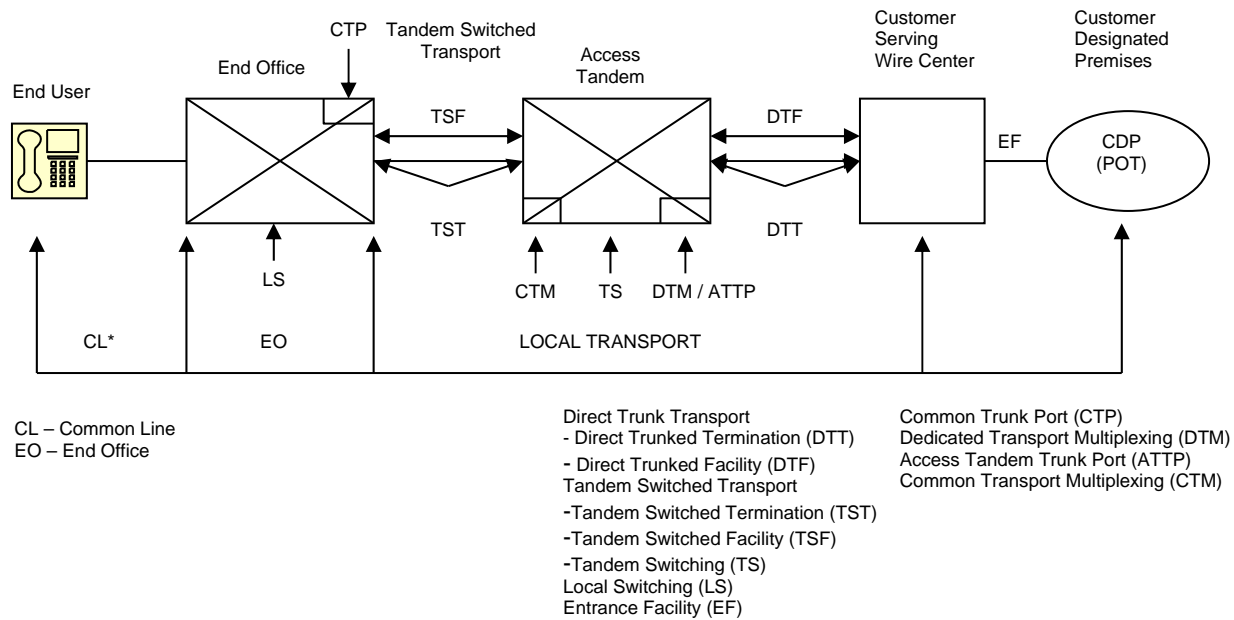 CTP
Tandem Switched
Transport
End Office
Access
Tandem
Customer
Serving
Wire Center
Customer
Designated
Premises
End User
TSF
DTF
EF
CDP
(POT)
TST
DTT
LS
CTM
TS
DTM / ATTP
CL*
EO
LOCAL TRANSPORT
CL – Common Line
EO – End Office
Direct Trunk Transport
- Direct Trunked Termination (DTT)
- Direct Trunked Facility (DTF)
Tandem Switched Transport
-Tandem Switched Termination (TST)
-Tandem Switched Facility (TSF)
-Tandem Switching (TS)
Local Switching (LS)
Entrance Facility (EF)
Common Trunk Port (CTP)
Dedicated Transport Multiplexing (DTM)
Access Tandem Trunk Port (ATTP)
Common Transport Multiplexing (CTM)